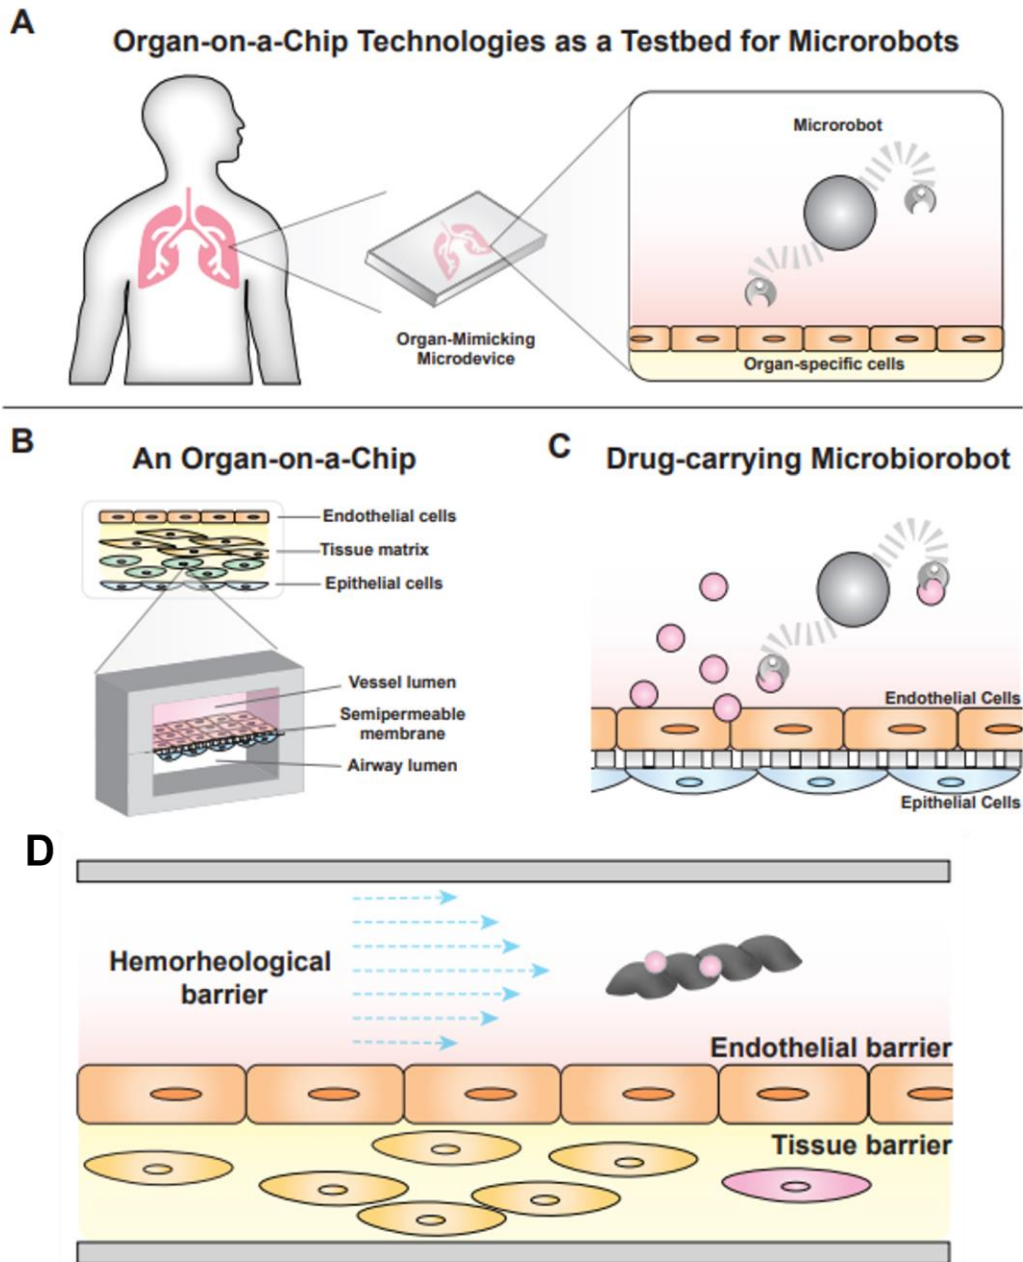 A
Organ-on-a-Chip Technologies as a Testbed for Microrobots
Microrobot
Organ-Mimicking
Microdevice
Organ-specific cells
B
An Organ-on-a-Chip
Endothelial cells
Tissue matrix
Epithelial cells
Vessel lumen
Semipermeable
membrane
Airway lumen
C
Drug-carrying Microbiorobot
Endothelial Cells
Epithelial Cells
D
Hemorheological
barrier
Endothelial barrier
Tissue barrier